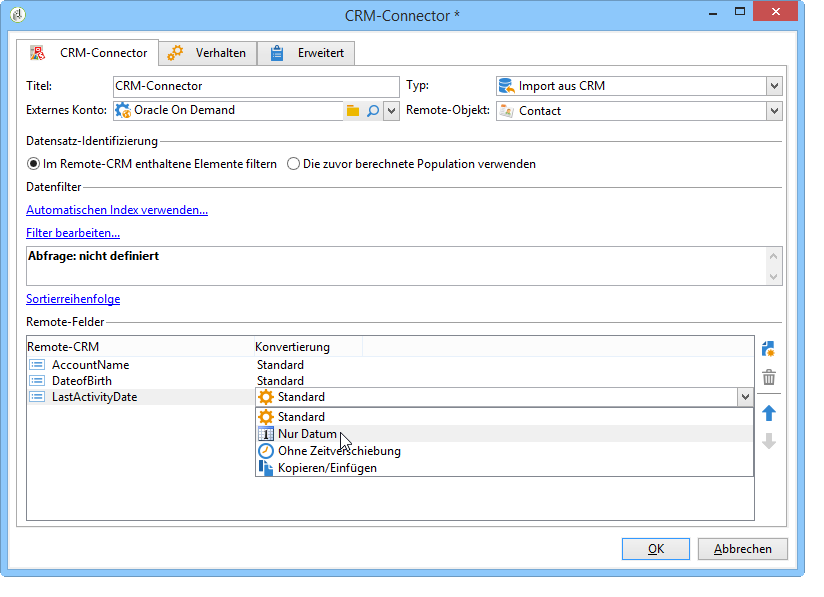 CRM-Connector *
CRM-Connector Verhalten Erweitert
Titel: CRM-Connector Typ: Import aus CRM
Externes Konto: Oracle On Demand Remote-Objekt: Contact
Datensatz-Identifizierung
Im Remote-CRM enthaltene Elemente filtern Die zuvor berechnete Population verwenden
Datenfilter
Automatischen Index verwenden...
Filter bearbeiten...
Abfrage: nicht definiert
Sortierreihenfolge
Remote-Felder
Remote-CRM Konvertierung
AccountName Standard
DateofBirth Standard
LastActivityDate Standard
Standard
Nur Datum
Ohne Zeitverschiebung
Kopieren/Einfügen
OK Abbrechen